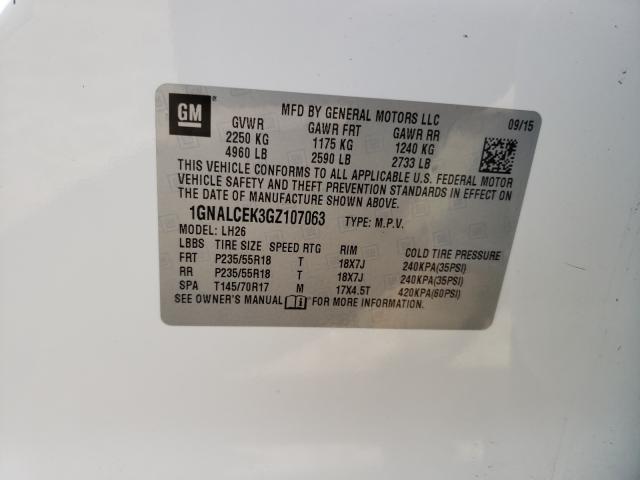 GM
MFD BY GENERAL MOTORS LLC
GVWR GAWR FRT GAWR RR 09/15
2250 KG 1175 KG 1240 KG
4960 LB 2590 LB 2733 LB
THIS VEHICLE CONFORMS TO ALL APPLICABLE U.S. FEDERAL MOTOR
VEHICLE SAFETY AND THEFT PREVENTION STANDARDS IN EFFECT ON
THE DATE OF MANUFACTURE SHOWN ABOVE.
1GNALCEK3GZ107063 TYPE: M.P.V.
MODEL: LH26
LBBS TIRE SIZE SPEED RTG RIM COLD TIRE PRESSURE
FRT P235/55R18 T 18X7J 240KPA(35PSI)
RR P235/55R18 T 18X7J 240KPA(35PSI)
SPA T145/70R17 M 17X4.5T 420KPA(60PSI)
SEE OWNER'S MANUAL FOR MORE INFORMATION.